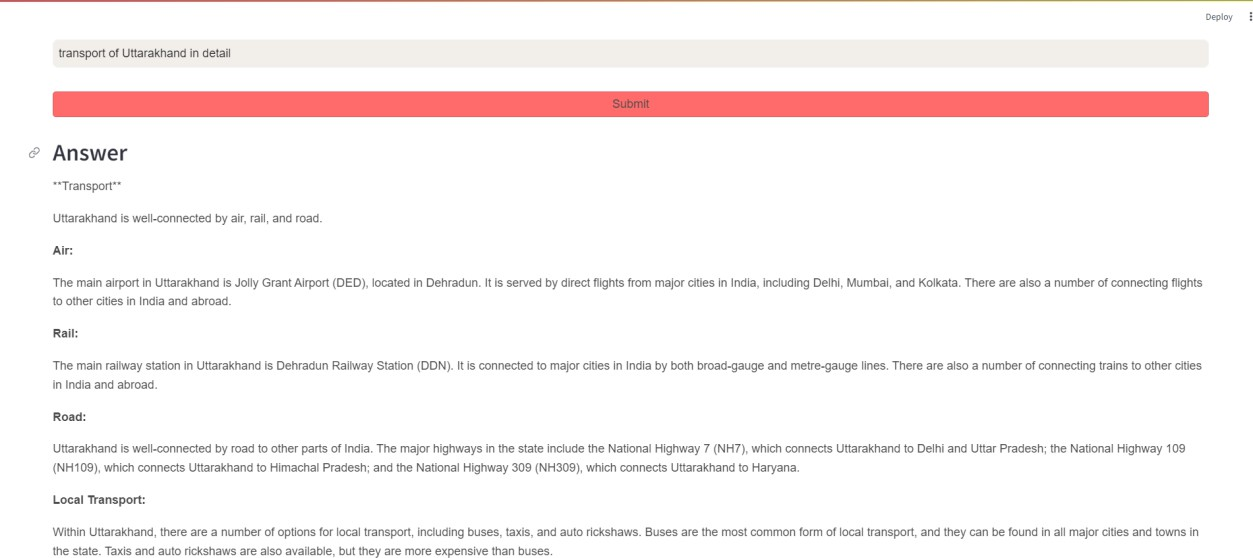 Deploy
transport of Uttarakhand in detail
Submit
Answer
**Transport**
Uttarakhand is well-connected by air, rail, and road.
Air:
The main airport in Uttarakhand is Jolly Grant Airport (DED), located in Dehradun. It is served by direct flights from major cities in India, including Delhi, Mumbai, and Kolkata. There are also a number of connecting flights
to other cities in India and abroad.
Rail:
The main railway station in Uttarakhand is Dehradun Railway Station (DDN). It is connected to major cities in India by both broad-gauge and metre-gauge lines. There are also a number of connecting trains to other cities
in India and abroad.
Road:
Uttarakhand is well-connected by road to other parts of India. The major highways in the state include the National Highway 7 (NH7), which connects Uttarakhand to Delhi and Uttar Pradesh; the National Highway 109
(NH109), which connects Uttarakhand to Himachal Pradesh; and the National Highway 309 (NH309), which connects Uttarakhand to Haryana.
Local Transport:
Within Uttarakhand, there are a number of options for local transport, including buses, taxis, and auto rickshaws. Buses are the most common form of local transport, and they can be found in all major cities and towns in
the state. Taxis and auto rickshaws are also available, but they are more expensive than buses.